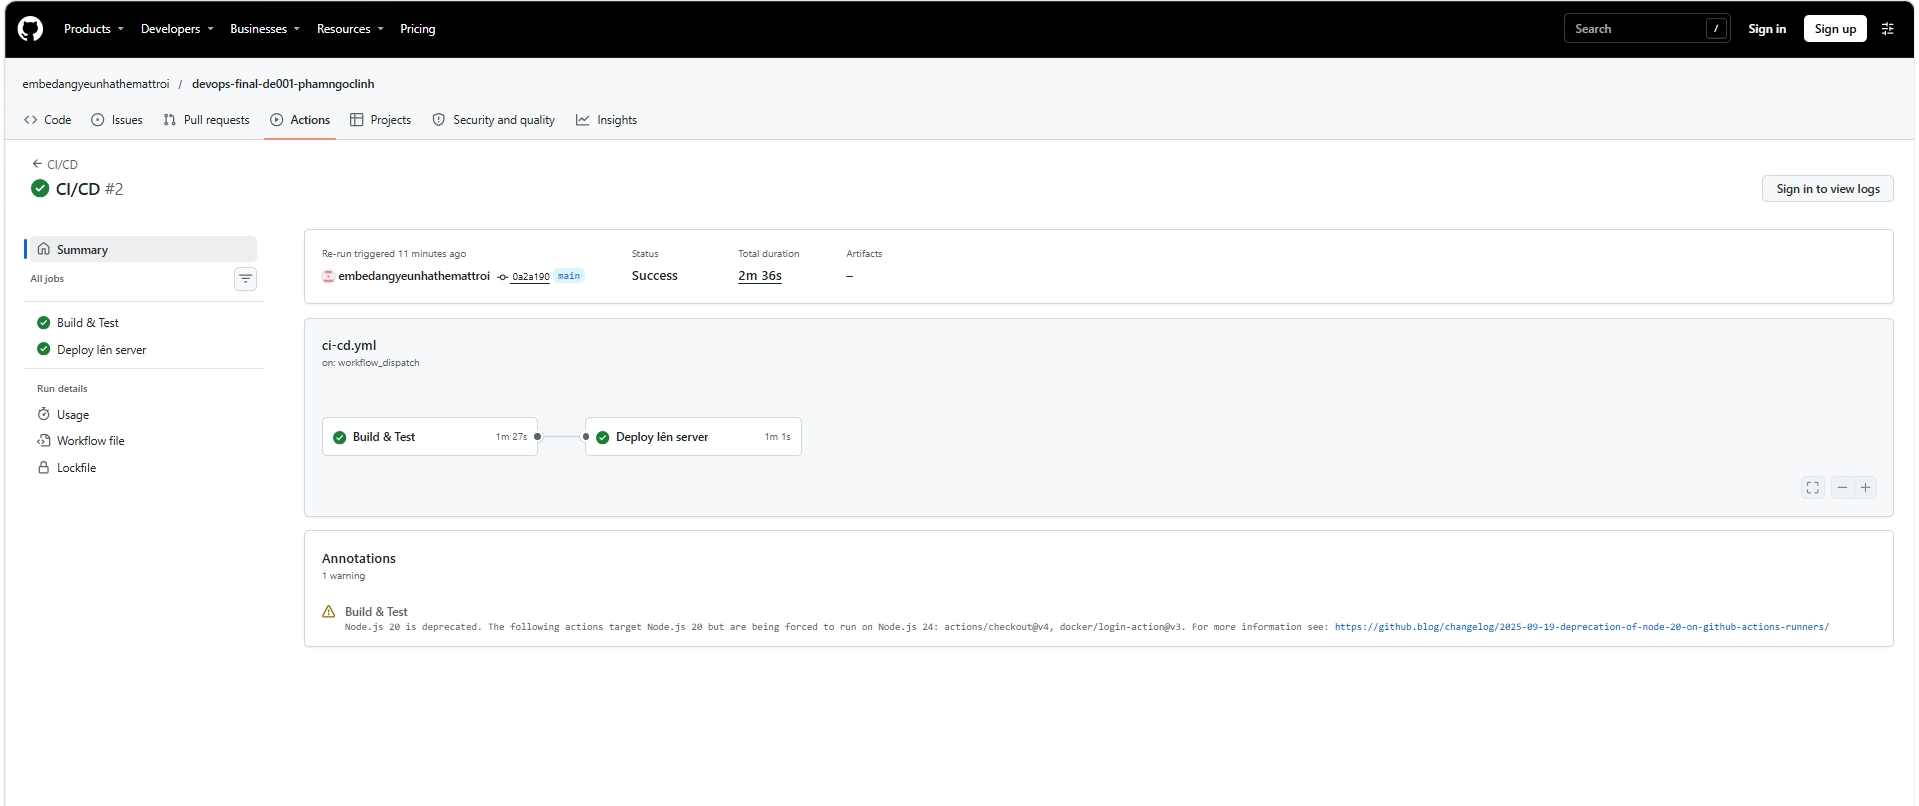 Products Developers Businesses Resources Pricing Search / Sign in Sign up
embedangyeunhathemattroi / devops-final-de001-phamngoclinh
Code Issues Pull requests Actions Projects Security and quality Insights
CI/CD
CI/CD #2
Sign in to view logs
Summary
All jobs
Build & Test
Deploy lên server
Run details
Usage
Workflow file
Lockfile
Re-run triggered 11 minutes ago Status Total duration Artifacts
embedangyeunhathemattroi 0a2a190 main Success 2m 36s –
ci-cd.yml
on: workflow_dispatch
Build & Test 1m 27s Deploy lên server 1m 1s
Annotations
1 warning
Build & Test
Node.js 20 is deprecated. The following actions target Node.js 20 but are being forced to run on Node.js 24: actions/checkout@v4, docker/login-action@v3. For more information see: https://github.blog/changelog/2025-09-19-deprecation-of-node-20-on-github-actions-runners/